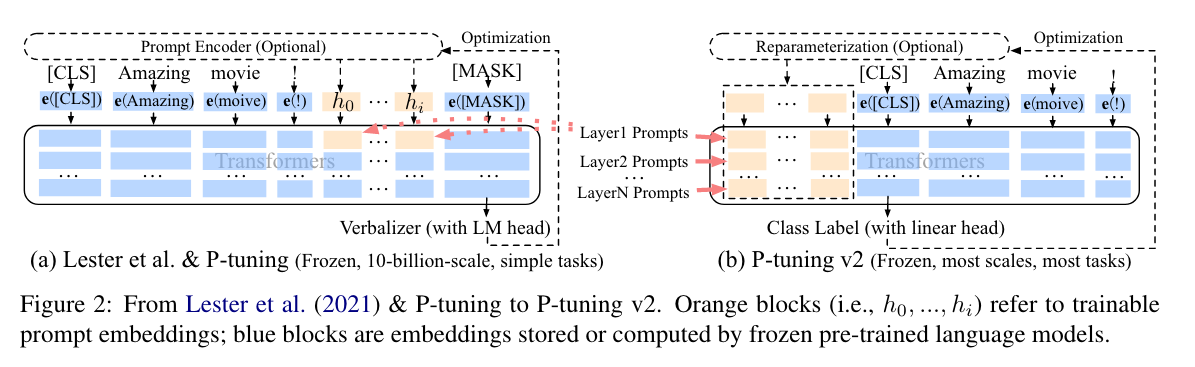 Prompt Encoder (Optional)
Optimization
[CLS] Amazing movie ! [MASK]
e([CLS]) e(Amazing) e(moive) e(!) h0 ⋯ hi e([MASK])
⋯
Transformers
⋯ ⋯ ⋯ ⋯ ⋯ ⋯ ⋯ ⋯
⋯
Verbalizer (with LM head)
(a) Lester et al. & P-tuning (Frozen, 10-billion-scale, simple tasks)
Layer1 Prompts
Layer2 Prompts
⋯
LayerN Prompts
Reparameterization (Optional)
Optimization
[CLS] Amazing movie !
⋯ e([CLS]) e(Amazing) e(moive) e(!)
⋯
⋯ Transformers
⋯ ⋯ ⋯ ⋯ ⋯ ⋯
⋯
Class Label (with linear head)
(b) P-tuning v2 (Frozen, most scales, most tasks)
Figure 2: From Lester et al. (2021) & P-tuning to P-tuning v2. Orange blocks (i.e., h0, ..., hi) refer to trainable
prompt embeddings; blue blocks are embeddings stored or computed by frozen pre-trained language models.